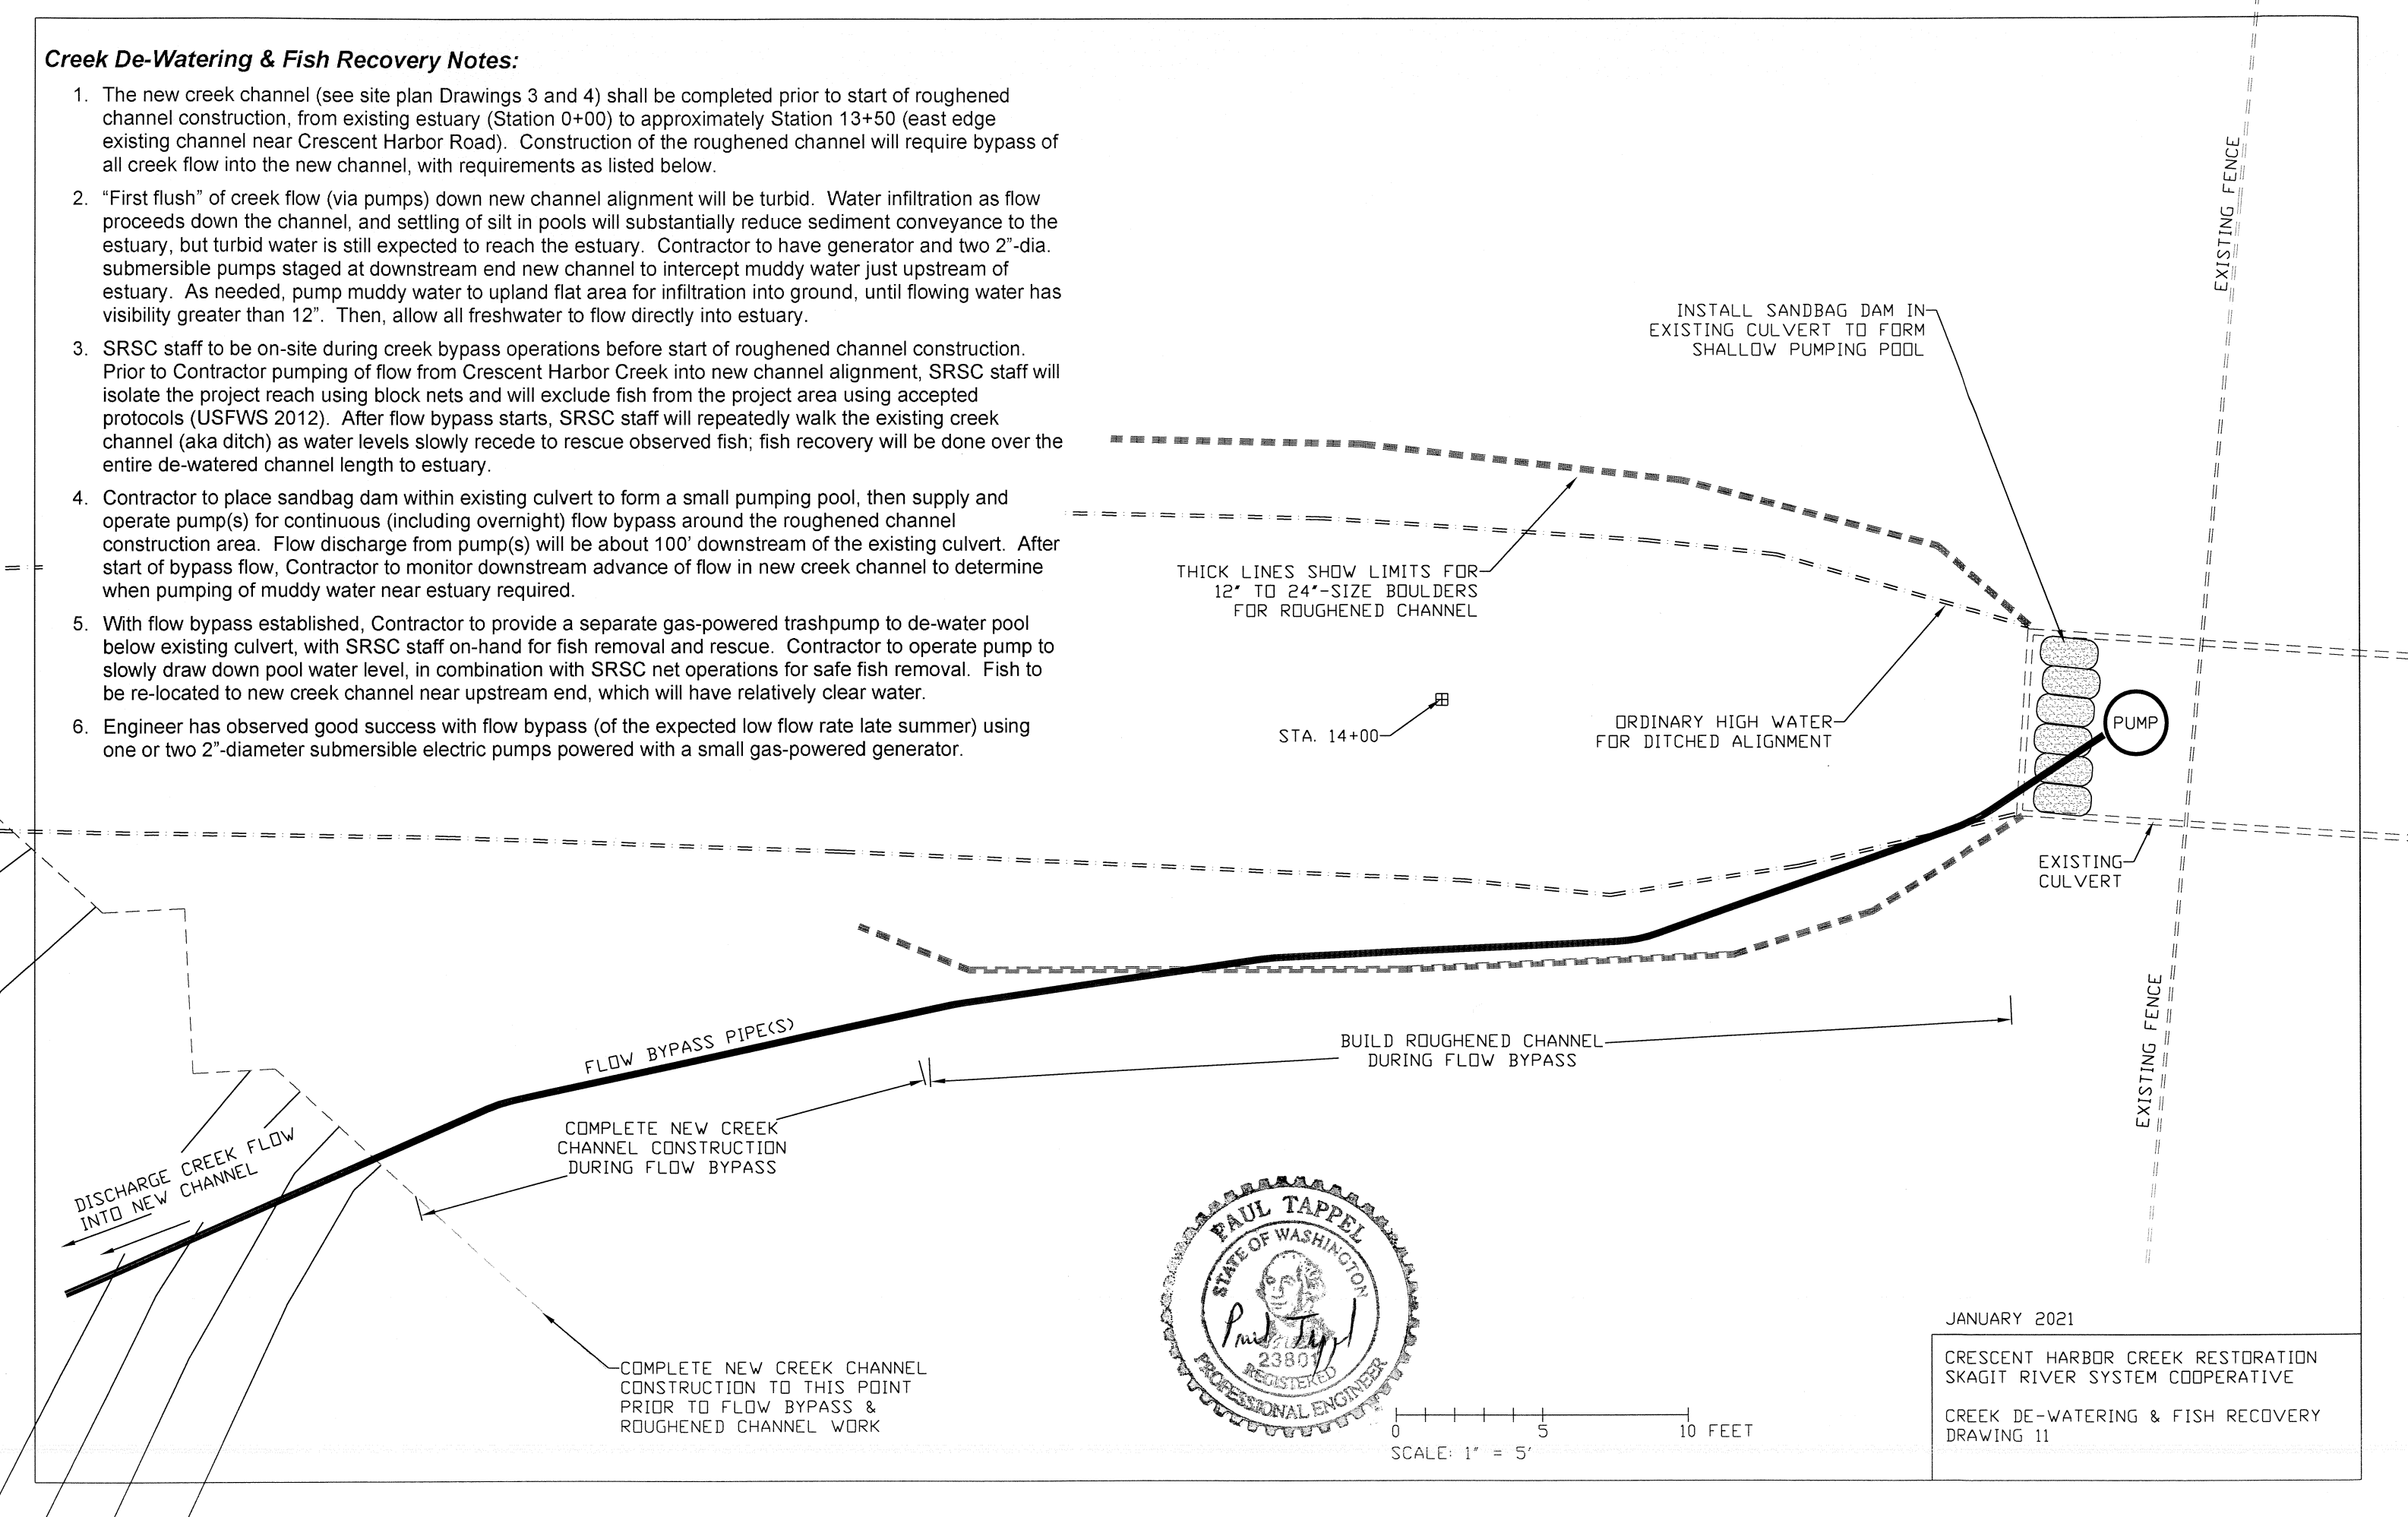 Creek De-Watering & Fish Recovery Notes:
1. The new creek channel (see site plan Drawings 3 and 4) shall be completed prior to start of roughened
channel construction, from existing estuary (Station 0+00) to approximately Station 13+50 (east edge
existing channel near Crescent Harbor Road). Construction of the roughened channel will require bypass of
all creek flow into the new channel, with requirements as listed below.
2. “First flush” of creek flow (via pumps) down new channel alignment will be turbid. Water infiltration as flow
proceeds down the channel, and settling of silt in pools will substantially reduce sediment conveyance to the
estuary, but turbid water is still expected to reach the estuary. Contractor to have generator and two 2”-dia.
submersible pumps staged at downstream end new channel to intercept muddy water just upstream of
estuary. As needed, pump muddy water to upland flat area for infiltration into ground, until flowing water has
visibility greater than 12”. Then, allow all freshwater to flow directly into estuary.
3. SRSC staff to be on-site during creek bypass operations before start of roughened channel construction.
Prior to Contractor pumping of flow from Crescent Harbor Creek into new channel alignment, SRSC staff will
isolate the project reach using block nets and will exclude fish from the project area using accepted
protocols (USFWS 2012). After flow bypass starts, SRSC staff will repeatedly walk the existing creek
channel (aka ditch) as water levels slowly recede to rescue observed fish; fish recovery will be done over the
entire de-watered channel length to estuary.
4. Contractor to place sandbag dam within existing culvert to form a small pumping pool, then supply and
operate pump(s) for continuous (including overnight) flow bypass around the roughened channel
construction area. Flow discharge from pump(s) will be about 100’ downstream of the existing culvert. After
start of bypass flow, Contractor to monitor downstream advance of flow in new creek channel to determine
when pumping of muddy water near estuary required.
5. With flow bypass established, Contractor to provide a separate gas-powered trashpump to de-water pool
below existing culvert, with SRSC staff on-hand for fish removal and rescue. Contractor to operate pump to
slowly draw down pool water level, in combination with SRSC net operations for safe fish removal. Fish to
be re-located to new creek channel near upstream end, which will have relatively clear water.
6. Engineer has observed good success with flow bypass (of the expected low flow rate late summer) using
one or two 2”-diameter submersible electric pumps powered with a small gas-powered generator.
EXISTING FENCE
INSTALL SANDBAG DAM IN
EXISTING CULVERT TO FORM
SHALLOW PUMPING POOL
THICK LINES SHOW LIMITS FOR
12" TO 24"-SIZE BOULDERS
FOR ROUGHENED CHANNEL
STA. 14+00
ORDINARY HIGH WATER
FOR DITCHED ALIGNMENT
PUMP
EXISTING
CULVERT
EXISTING FENCE
BUILD ROUGHENED CHANNEL
DURING FLOW BYPASS
FLOW BYPASS PIPE(S)
COMPLETE NEW CREEK
CHANNEL CONSTRUCTION
DURING FLOW BYPASS
DISCHARGE CREEK FLOW
INTO NEW CHANNEL
COMPLETE NEW CREEK CHANNEL
CONSTRUCTION TO THIS POINT
PRIOR TO FLOW BYPASS &
ROUGHENED CHANNEL WORK
PAUL TAPPEL
STATE OF WASHINGTON
Paul Tappel
23801
REGISTERED
PROFESSIONAL ENGINEER
0 5 10 FEET
SCALE: 1" = 5'
JANUARY 2021
CRESCENT HARBOR CREEK RESTORATION
SKAGIT RIVER SYSTEM COOPERATIVE
CREEK DE-WATERING & FISH RECOVERY
DRAWING 11